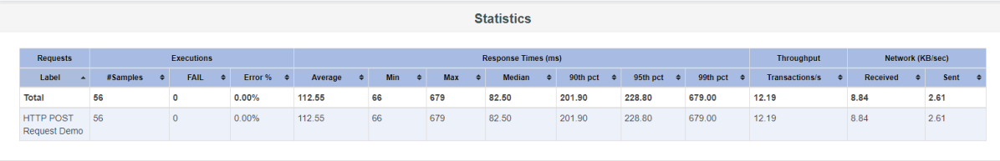 Statistics
Requests Executions Response Times (ms) Throughput Network (KB/sec)
Label #Samples FAIL Error % Average Min Max Median 90th pct 95th pct 99th pct Transactions/s Received Sent
Total 56 0 0.00% 112.55 66 679 82.50 201.90 228.80 679.00 12.19 8.84 2.61
HTTP POST 56 0 0.00% 112.55 66 679 82.50 201.90 228.80 679.00 12.19 8.84 2.61
Request Demo